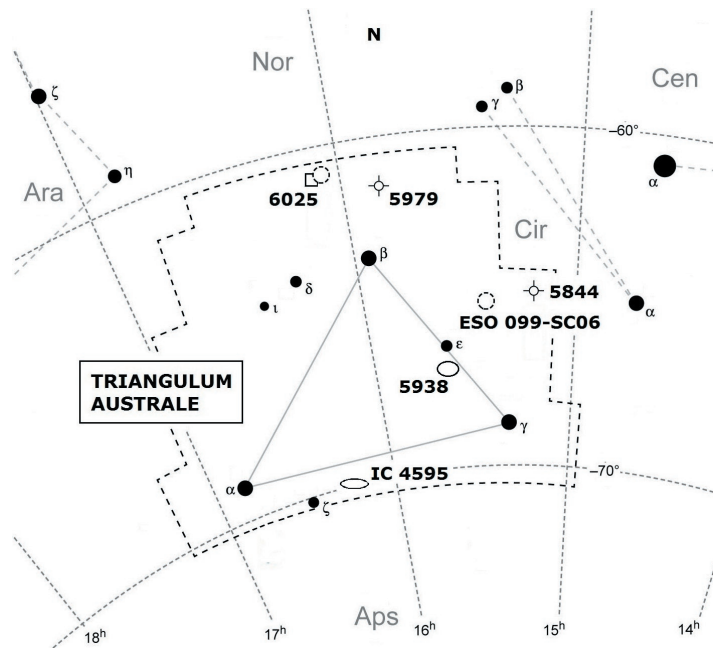 N
Nor
Cen
β
γ
ζ
–60°
η
α
Ara
6025
5979
Cir
β
δ
5844
ι
ESO 099-SC06
α
ε
TRIANGULUM
AUSTRALE
5938
γ
IC 4595
–70°
α
ζ
Aps
18h
17h
16h
15h
14h